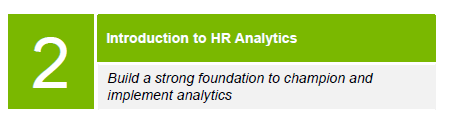 2
Introduction to HR Analytics
Build a strong foundation to champion and
implement analytics